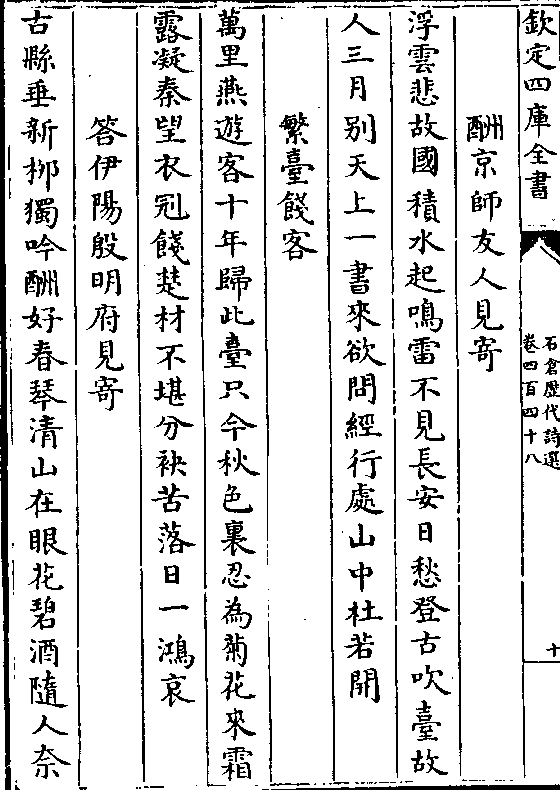 欽定四庫全書
石倉歷代詩選
卷四百四十八
十
酬京師友人見寄
浮雲悲故國積水起鳴雷不見長安日愁登古吹臺故
人三月别天上一書來欲問經行處山中杜若開
繁臺餞客
萬里燕遊客十年歸此臺只今秋色裏忍為菊花來霜
露凝秦望衣冠餞楚材不堪分袂苦落日一鴻哀
答伊陽殷明府見寄
古縣垂新栁獨吟酬好春琴清山在眼花碧酒隨人奈